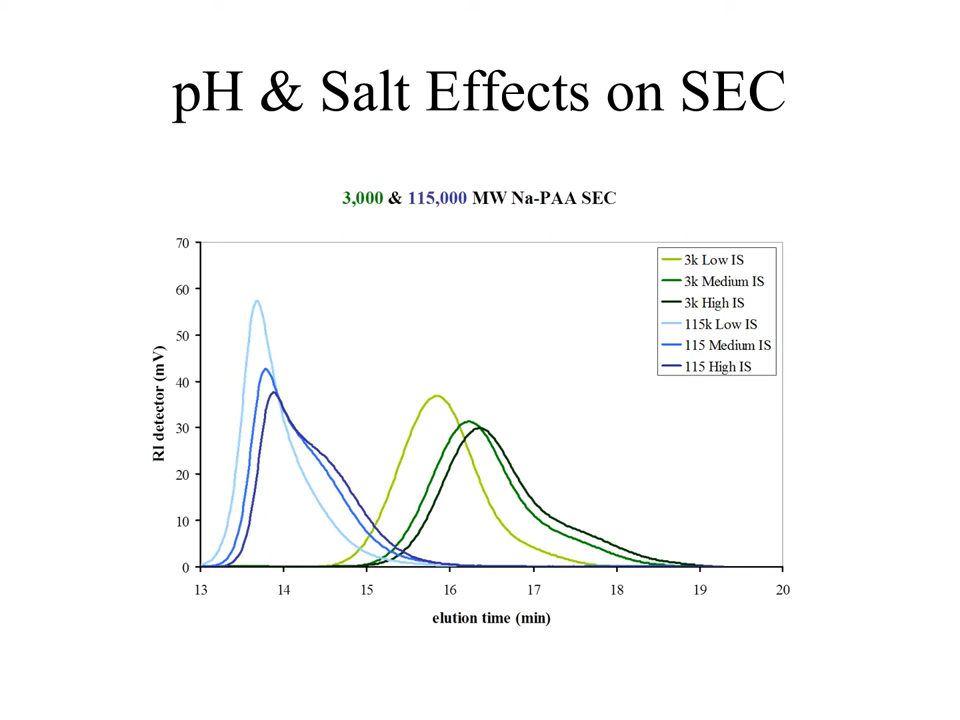 pH & Salt Effects on SEC
3,000 & 115,000 MW Na-PAA SEC
70
60
50
40
30
20
10
0
RI detector (mV)
3k Low IS
3k Medium IS
3k High IS
115k Low IS
115 Medium IS
115 High IS
13 14 15 16 17 18 19 20
elution time (min)